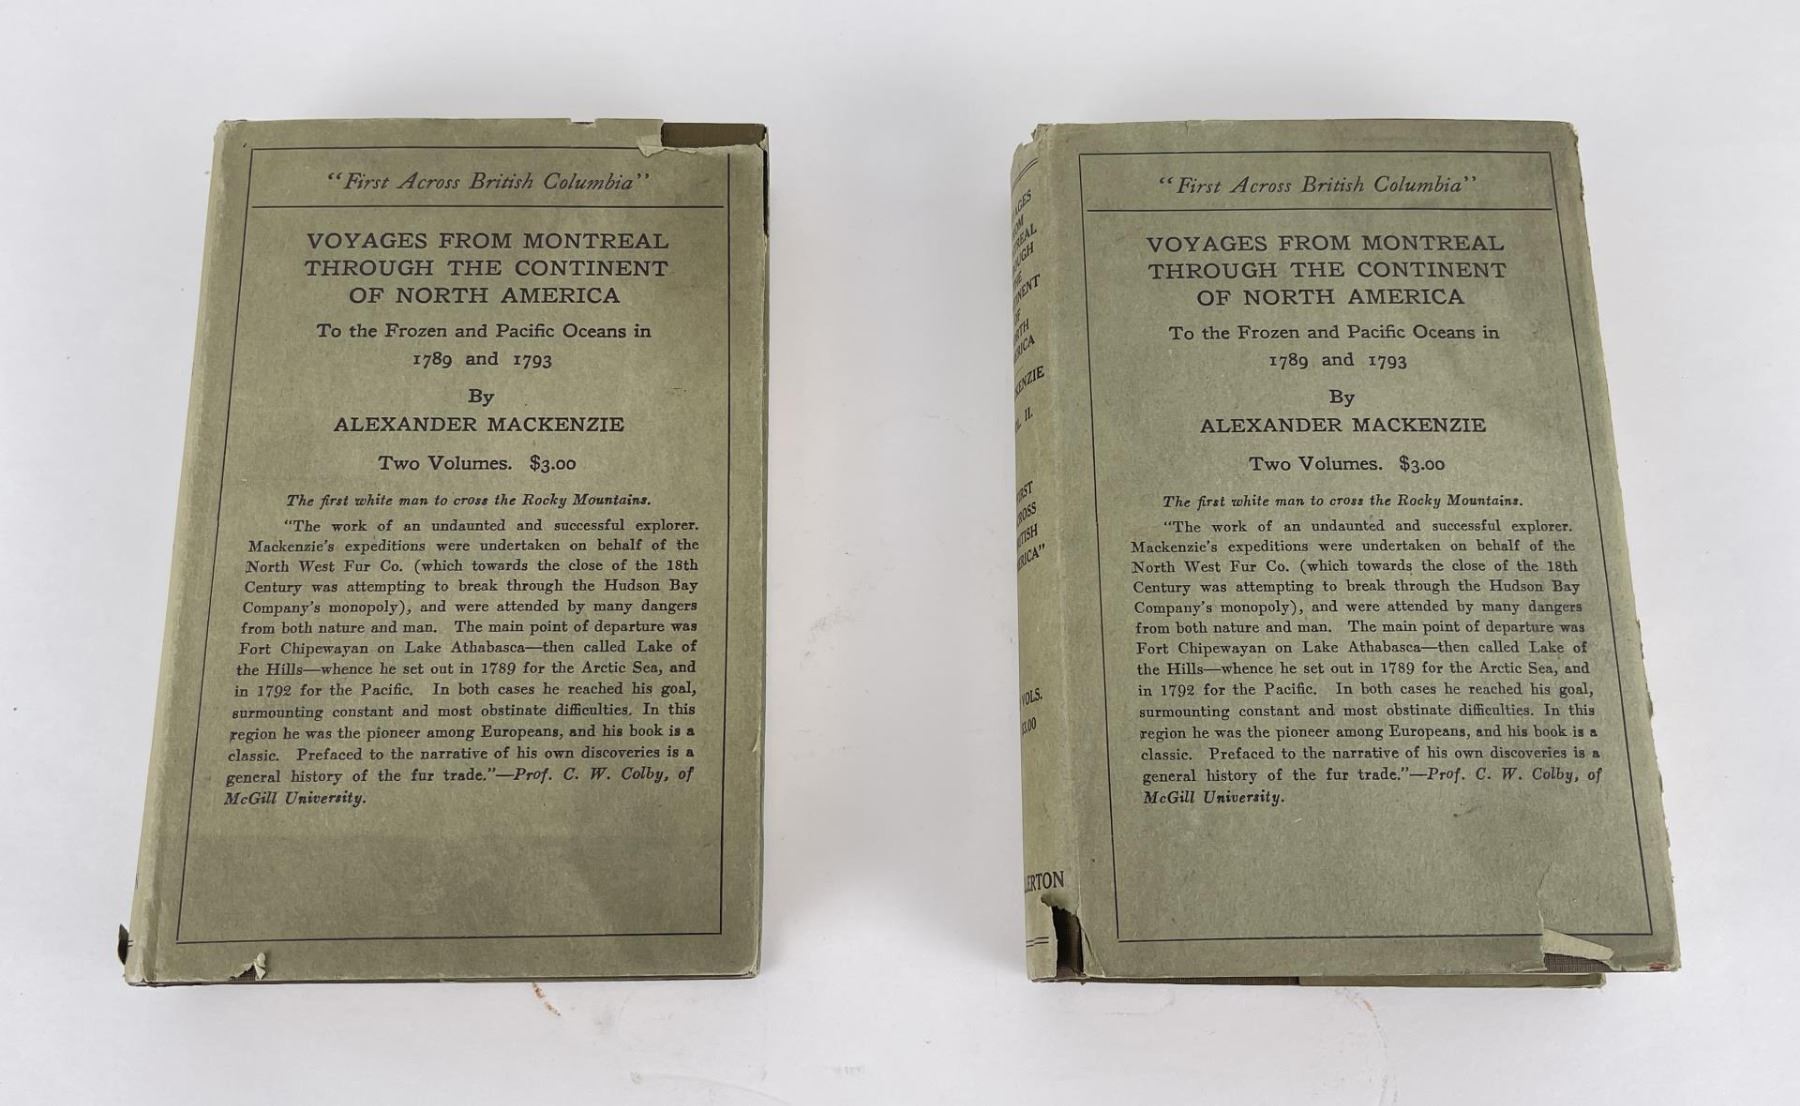 "First Across British Columbia"
VOYAGES FROM MONTREAL
THROUGH THE CONTINENT
OF NORTH AMERICA
To the Frozen and Pacific Oceans in
1789 and 1793
By
ALEXANDER MACKENZIE
Two Volumes. $3.00
The first white man to cross the Rocky Mountains.
"The work of an undaunted and successful explorer.
Mackenzie's expeditions were undertaken on behalf of the
North West Fur Co. (which towards the close of the 18th
Century was attempting to break through the Hudson Bay
Company's monopoly), and were attended by many dangers
from both nature and man. The main point of departure was
Fort Chipewayan on Lake Athabasca—then called Lake of
the Hills—whence he set out in 1789 for the Arctic Sea, and
in 1792 for the Pacific. In both cases he reached his goal,
surmounting constant and most obstinate difficulties. In this
region he was the pioneer among Europeans, and his book is a
classic. Prefaced to the narrative of his own discoveries is a
general history of the fur trade."—Prof. C. W. Colby, of
McGill University.
II.
VOLS.
"First Across British Columbia"
VOYAGES FROM MONTREAL
THROUGH THE CONTINENT
OF NORTH AMERICA
To the Frozen and Pacific Oceans in
1789 and 1793
By
ALEXANDER MACKENZIE
Two Volumes. $3.00
The first white man to cross the Rocky Mountains.
"The work of an undaunted and successful explorer.
Mackenzie's expeditions were undertaken on behalf of the
North West Fur Co. (which towards the close of the 18th
Century was attempting to break through the Hudson Bay
Company's monopoly), and were attended by many dangers
from both nature and man. The main point of departure was
Fort Chipewayan on Lake Athabasca—then called Lake of
the Hills—whence he set out in 1789 for the Arctic Sea, and
in 1792 for the Pacific. In both cases he reached his goal,
surmounting constant and most obstinate difficulties. In this
region he was the pioneer among Europeans, and his book is a
classic. Prefaced to the narrative of his own discoveries is a
general history of the fur trade."—Prof. C. W. Colby, of
McGill University.